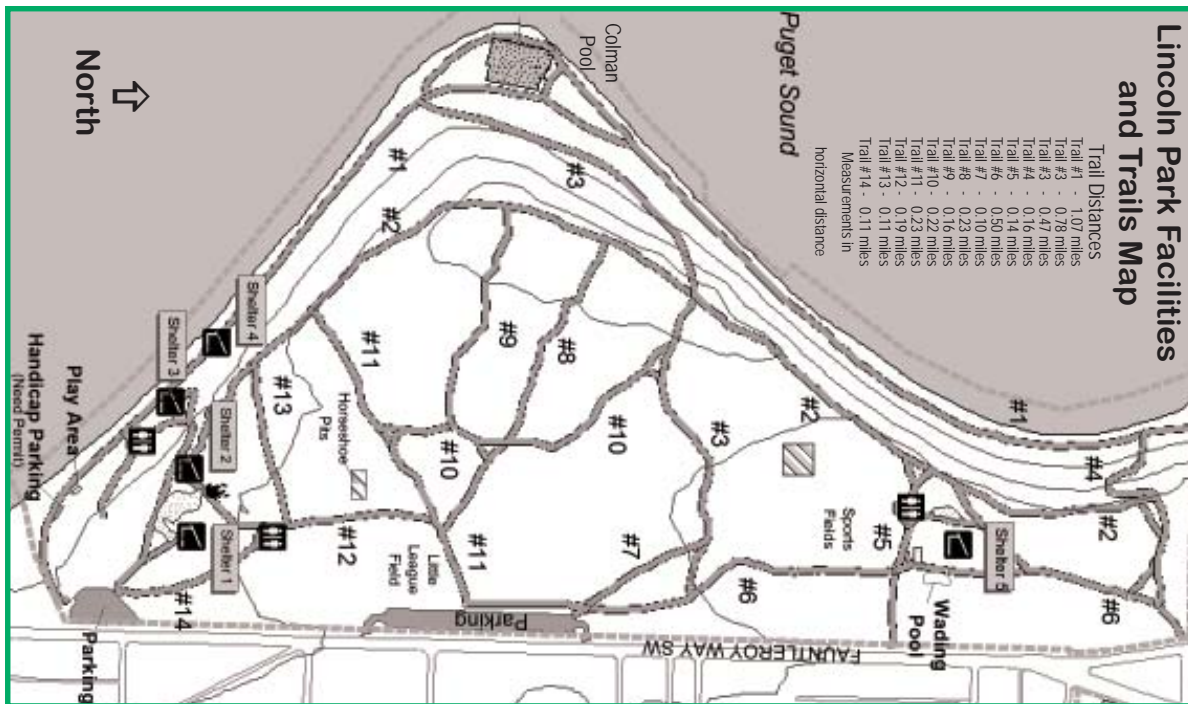 Lincoln Park Facilities
and Trails Map
Trail Distances
Trail #1 - 1.07 miles
Trail #3 - 0.78 miles
Trail #3 - 0.47 miles
Trail #4 - 0.16 miles
Trail #5 - 0.14 miles
Trail #6 - 0.50 miles
Trail #7 - 0.10 miles
Trail #8 - 0.23 miles
Trail #9 - 0.16 miles
Trail #10 - 0.22 miles
Trail #11 - 0.23 miles
Trail #12 - 0.19 miles
Trail #13 - 0.11 miles
Trail #14 - 0.11 miles
Measurements in
horizontal distance
Puget Sound
Colman
Pool
North
#1
#3
#2
#1
#4
#2
#6
#2
#5
Shelter 5
Wading
Pool
Sports
Fields
#3
#6
#7
#8
#9
#10
#10
#11
#11
Horseshoe
Pits
#13
#12
Little
League
Field
Parking
FAUNTLEROY WAY SW
Shelter 4
Shelter 3
Shelter 2
Shelter 1
#14
Play Area
Handicap Parking
(Need Permit)
Parking